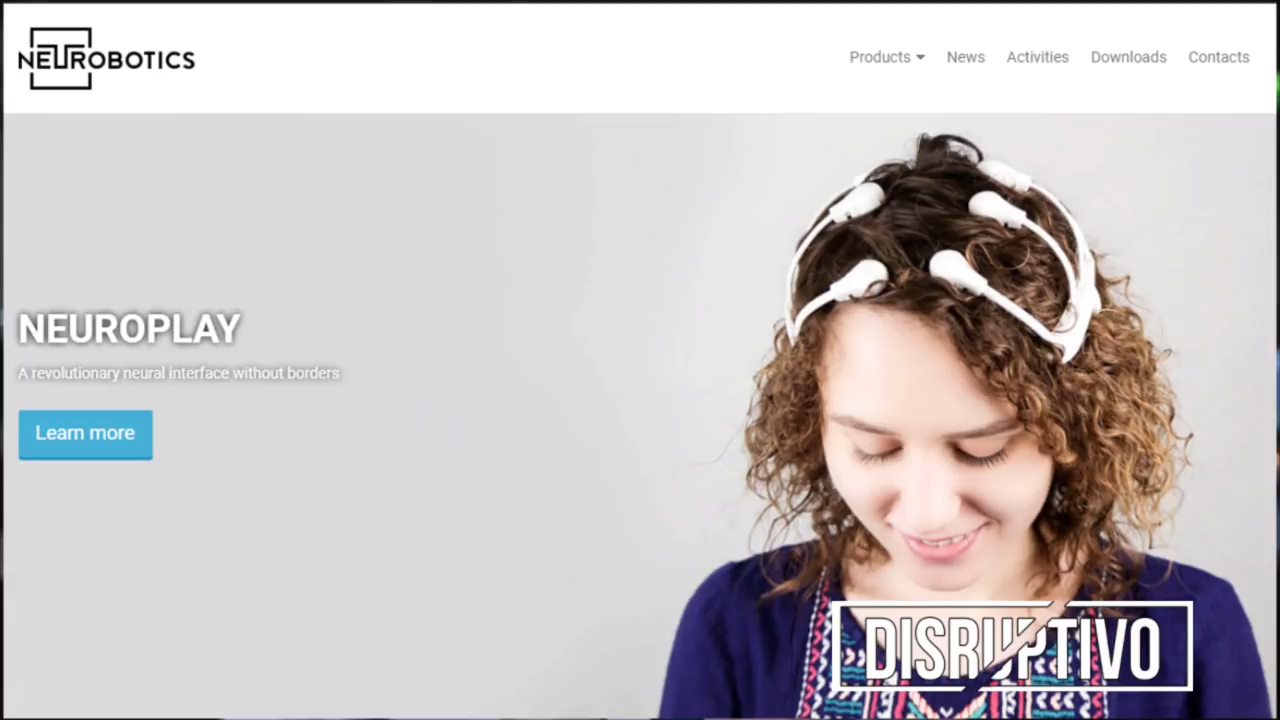 NEUROBOTICS
Products News Activities Downloads Contacts
NEUROPLAY
A revolutionary neural interface without borders
Learn more
DISRUPTIVO